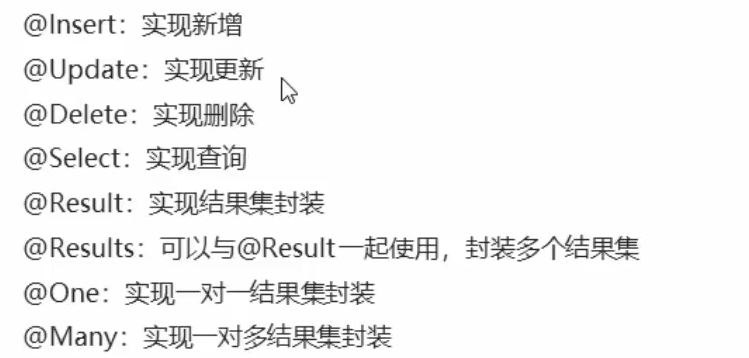 @Insert：实现新增
@Update：实现更新
@Delete：实现删除
@Select：实现查询
@Result：实现结果集封装
@Results：可以与@Result一起使用，封装多个结果集
@One：实现一对一结果集封装
@Many：实现一对多结果集封装